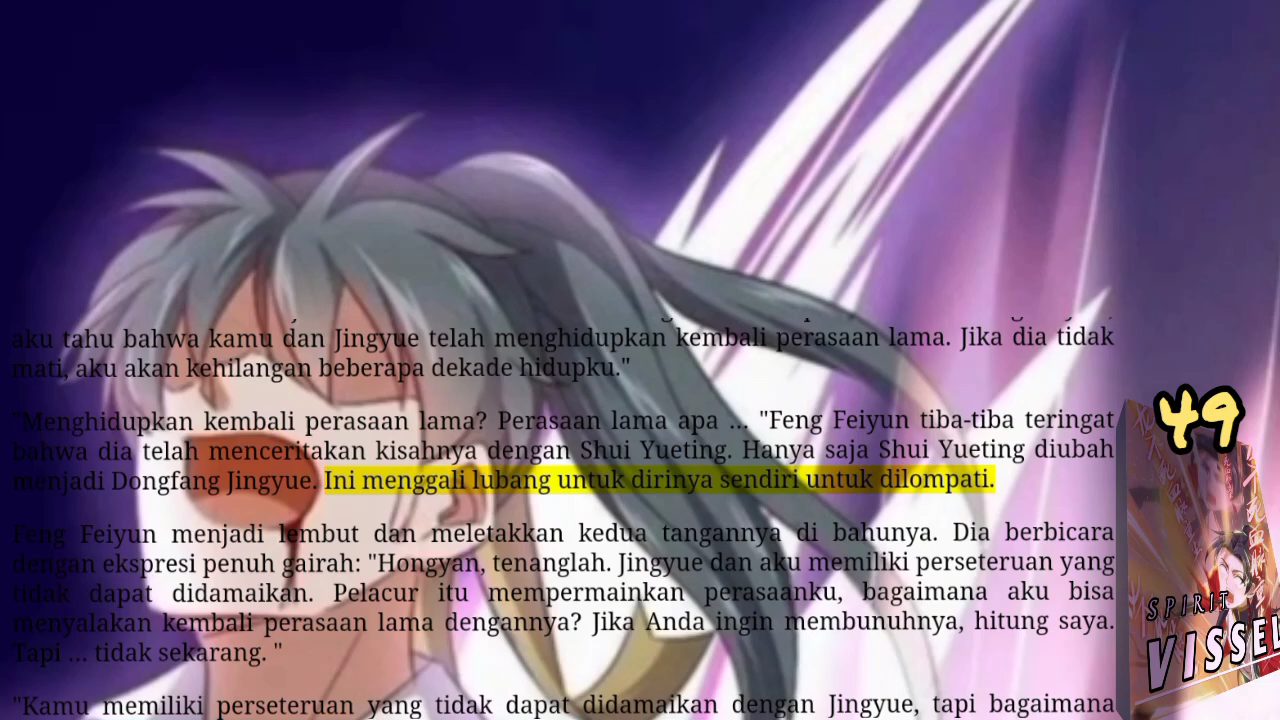 aku tahu bahwa kamu dan Jingyue telah menghidupkan kembali perasaan lama. Jika dia tidak
mati, aku akan kehilangan beberapa dekade hidupku."
"Menghidupkan kembali perasaan lama? Perasaan lama apa ... "Feng Feiyun tiba-tiba teringat
bahwa dia telah menceritakan kisahnya dengan Shui Yueting. Hanya saja Shui Yueting diubah
menjadi Dongfang Jingyue. Ini menggali lubang untuk dirinya sendiri untuk dilompati.
Feng Feiyun menjadi lembut dan meletakkan kedua tangannya di bahunya. Dia berbicara
dengan ekspresi penuh gairah: "Hongyan, tenanglah. Jingyue dan aku memiliki perseteruan yang
tidak dapat didamaikan. Pelacur itu mempermainkan perasaanku, bagaimana aku bisa
menyalakan kembali perasaan lama dengannya? Jika Anda ingin membunuhnya, hitung saya.
Tapi ... tidak sekarang. "
"Kamu memiliki perseteruan yang tidak dapat didamaikan dengan Jingyue, tapi bagaimana
49
SPIRIT
VISSEL